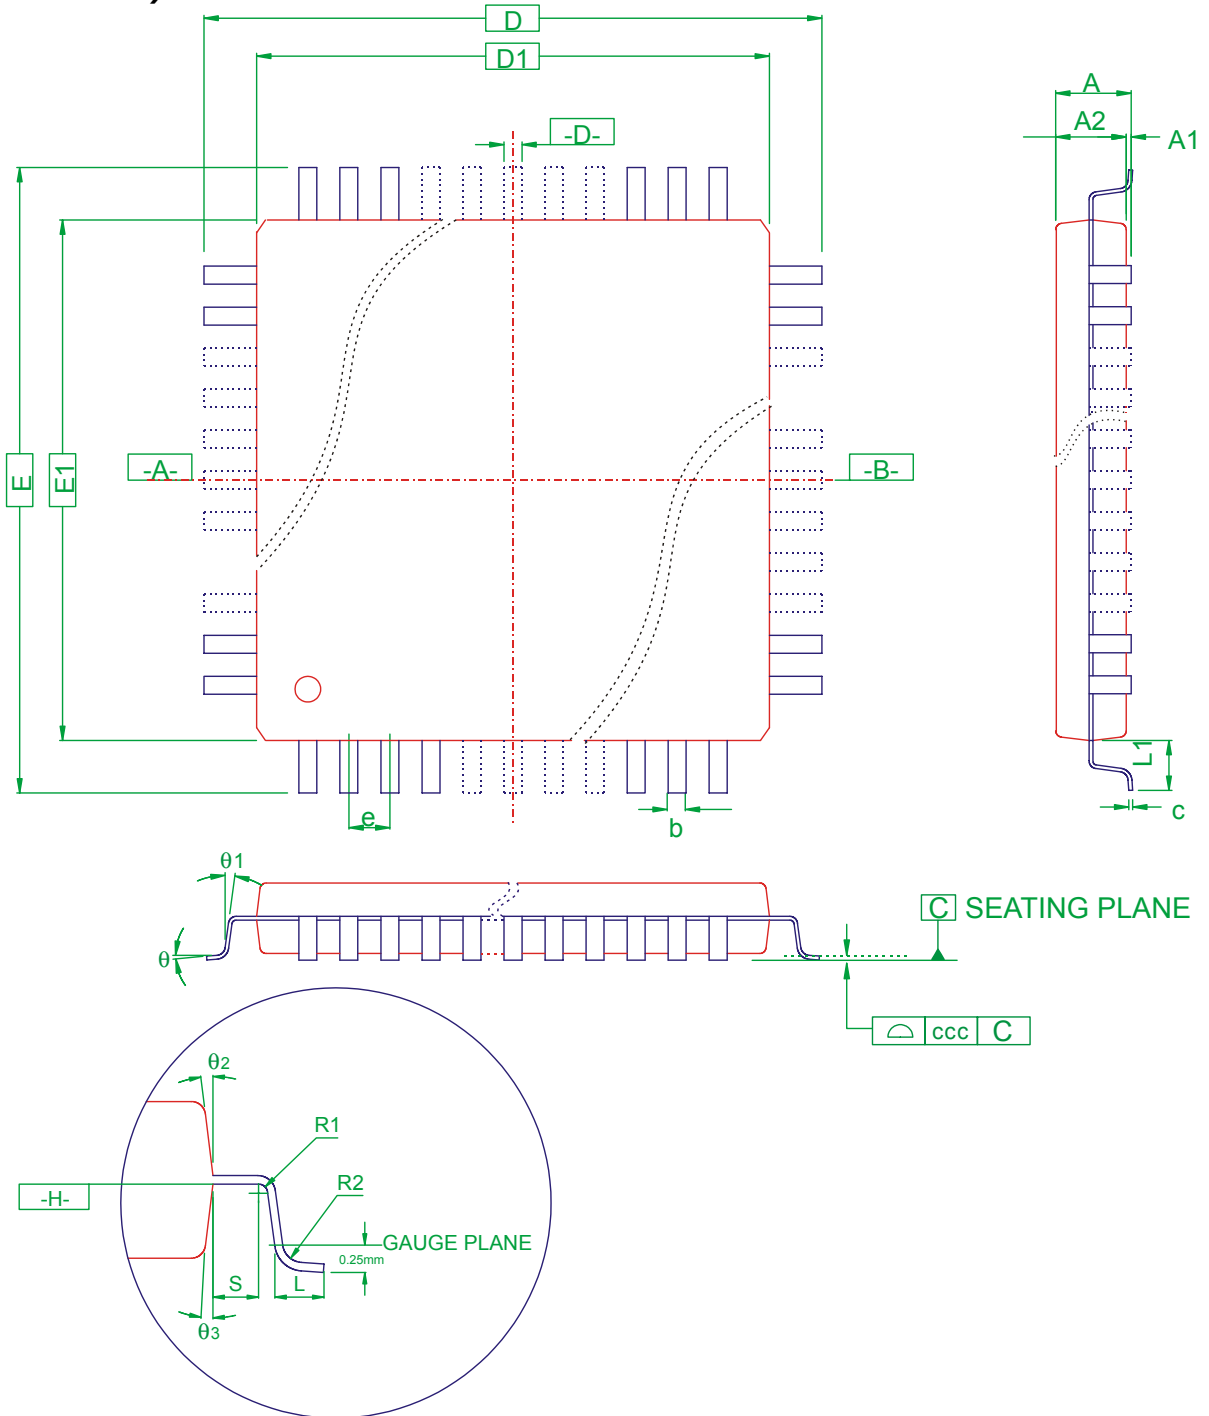 D
D1
-D-
A
A2
A1
E
E1
-A-
-B-
e
b
L1
c
θ1
θ
C SEATING PLANE
ccc C
θ2
R1
R2
-H-
GAUGE PLANE
0.25mm
S
L
θ3